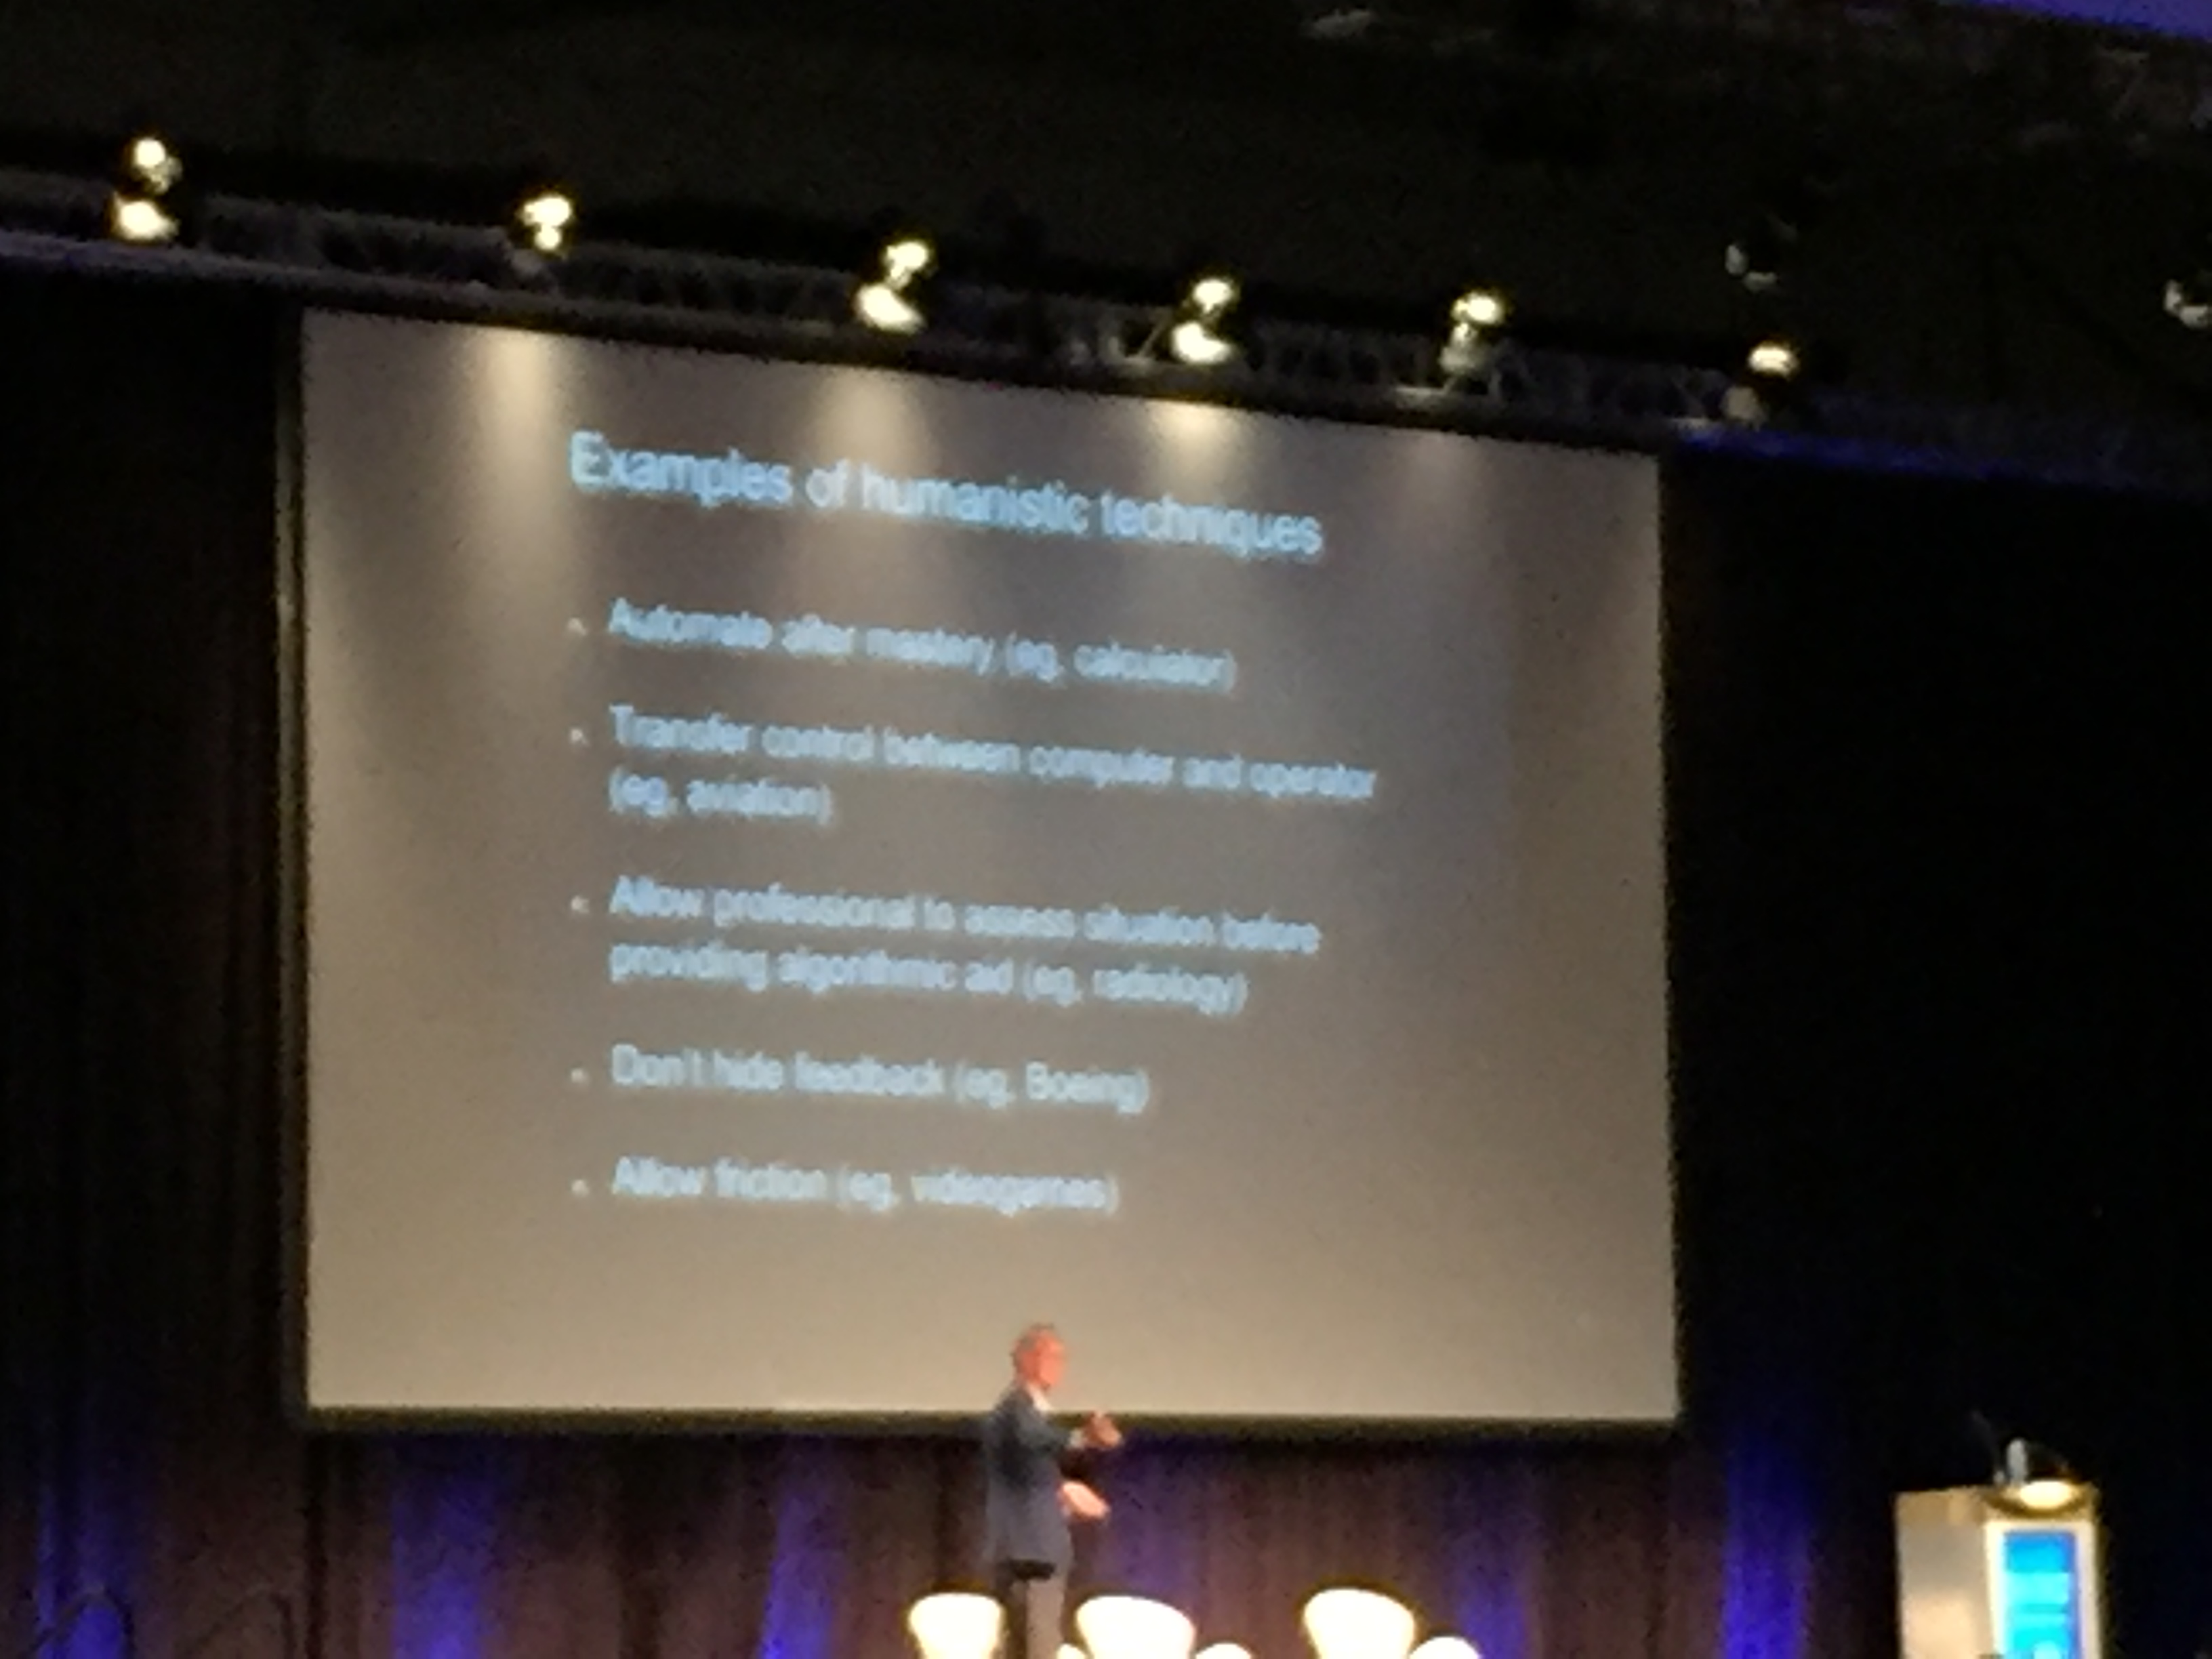 Examples of humanistic techniques
Automate after mastery (eg, calculator)
Transfer control between computer and operator
(eg, aviation)
Allow professional to assess situation before
providing algorithmic aid (eg, radiology)
Don't hide feedback (eg, Boeing)
Allow friction (eg, videogames)